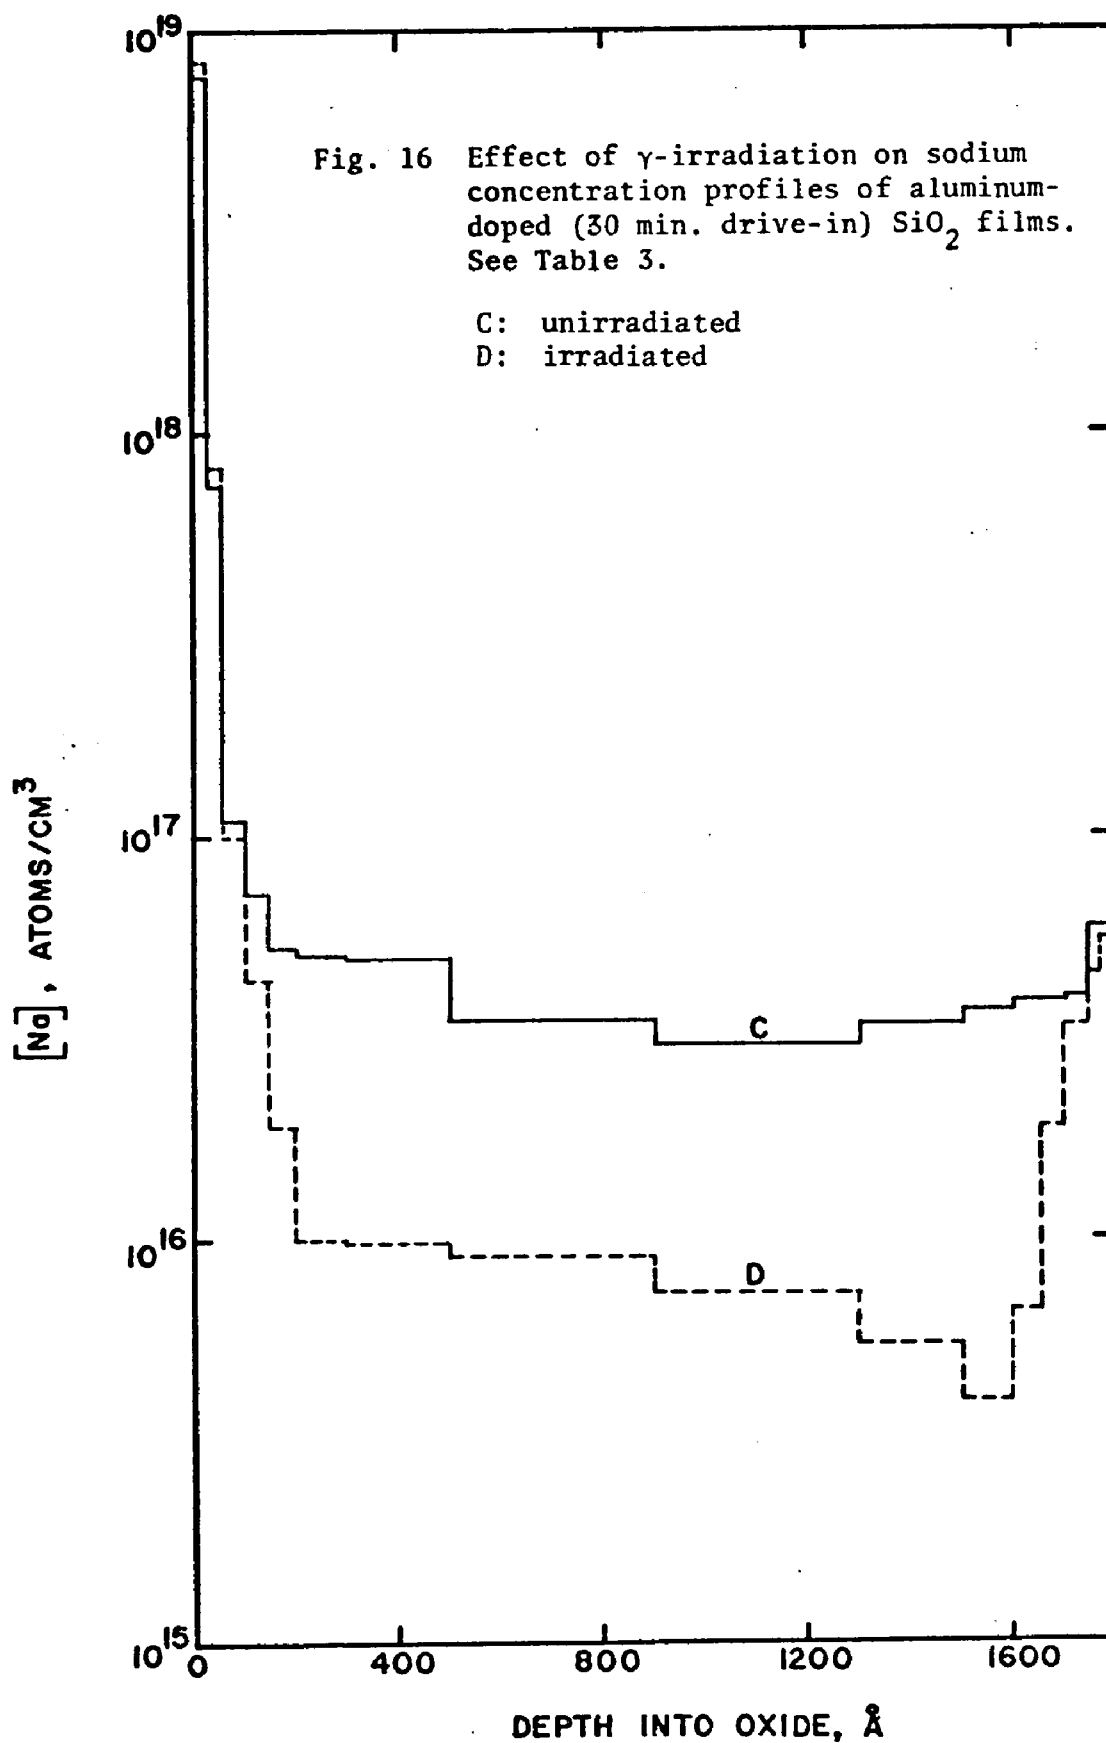 10^19
Fig. 16 Effect of γ-irradiation on sodium
concentration profiles of aluminum-
doped (30 min. drive-in) SiO₂ films.
See Table 3.
C: unirradiated
D: irradiated
10^18
10^17
10^16
10^15
[Na], ATOMS/CM³
C
D
0 400 800 1200 1600
DEPTH INTO OXIDE, Å